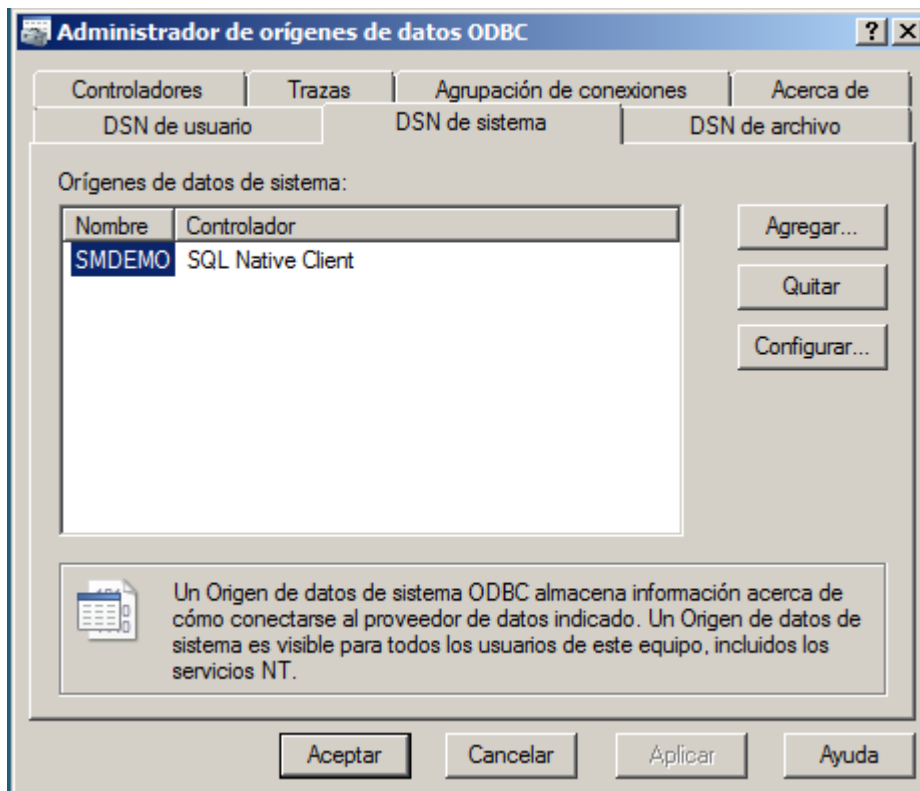 Administrador de orígenes de datos ODBC
Controladores Trazas Agrupación de conexiones Acerca de
DSN de usuario DSN de sistema DSN de archivo
Orígenes de datos de sistema:
Nombre Controlador
SMDEMO SQL Native Client
Agregar...
Quitar
Configurar...
Un Origen de datos de sistema ODBC almacena información acerca de
cómo conectarse al proveedor de datos indicado. Un Origen de datos de
sistema es visible para todos los usuarios de este equipo, incluidos los
servicios NT.
Aceptar Cancelar Aplicar Ayuda